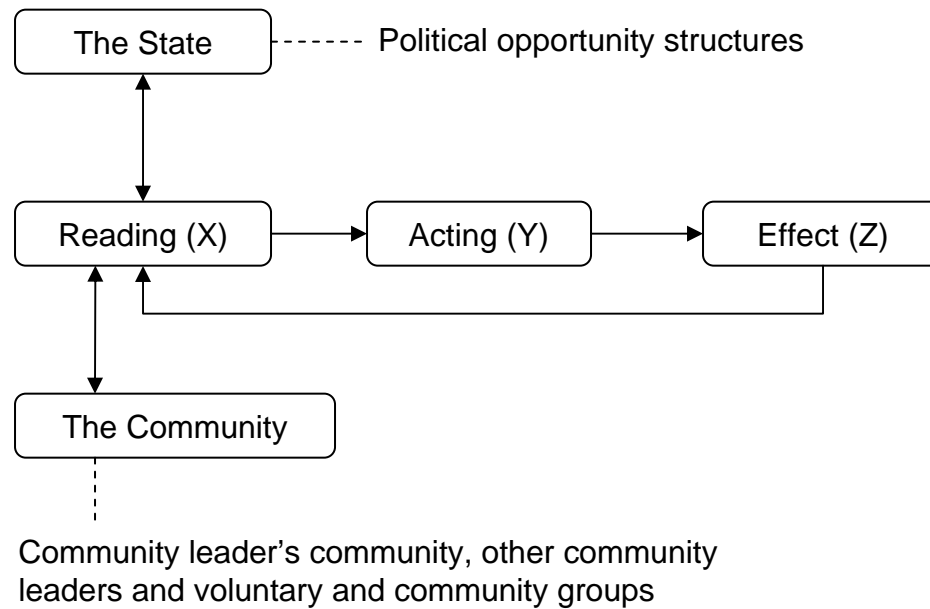 The State
Political opportunity structures
Reading (X)
Acting (Y)
Effect (Z)
The Community
Community leader’s community, other community
leaders and voluntary and community groups